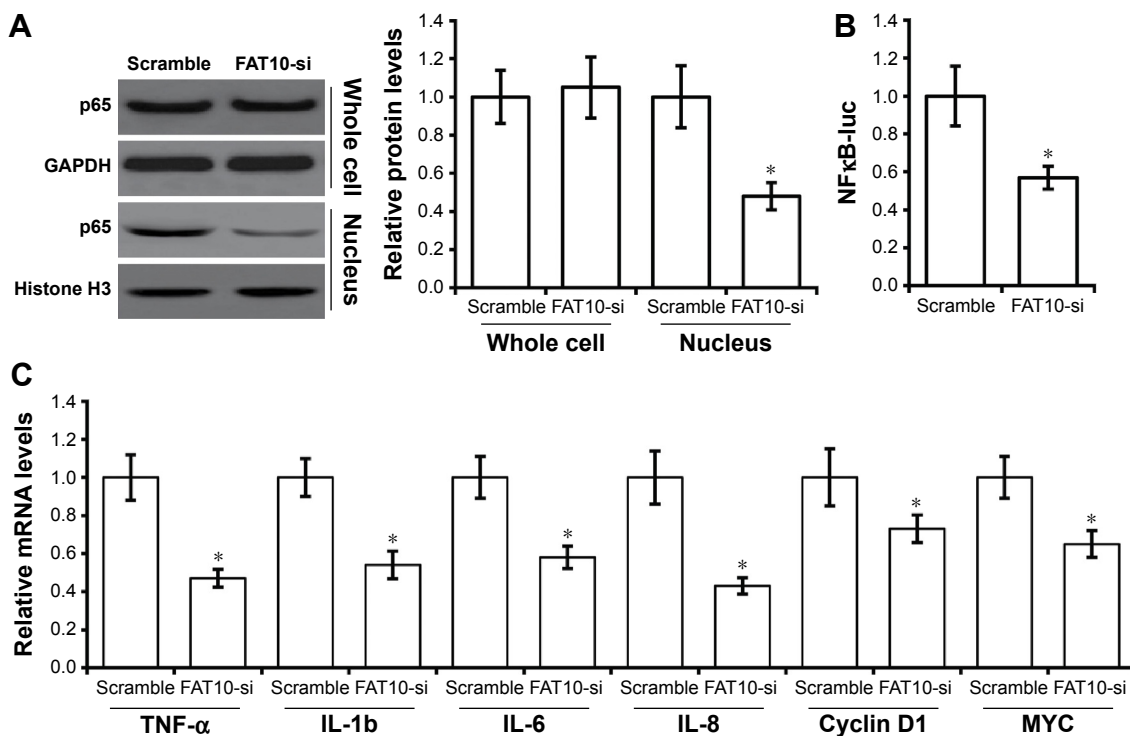 A
Scramble FAT10-si
p65
GAPDH
p65
Histone H3
Whole cell
Nucleus
Relative protein levels
1.4
1.2
1.0
0.8
0.6
0.4
0.2
0.0
*
Scramble FAT10-si Scramble FAT10-si
Whole cell Nucleus
B
NFκB-luc
1.4
1.2
1.0
0.8
0.6
0.4
0.2
0.0
*
Scramble FAT10-si
C
Relative mRNA levels
1.4
1.2
1.0
0.8
0.6
0.4
0.2
0.0
* * * * * *
Scramble FAT10-si Scramble FAT10-si Scramble FAT10-si Scramble FAT10-si Scramble FAT10-si Scramble FAT10-si
TNF-α IL-1b IL-6 IL-8 Cyclin D1 MYC